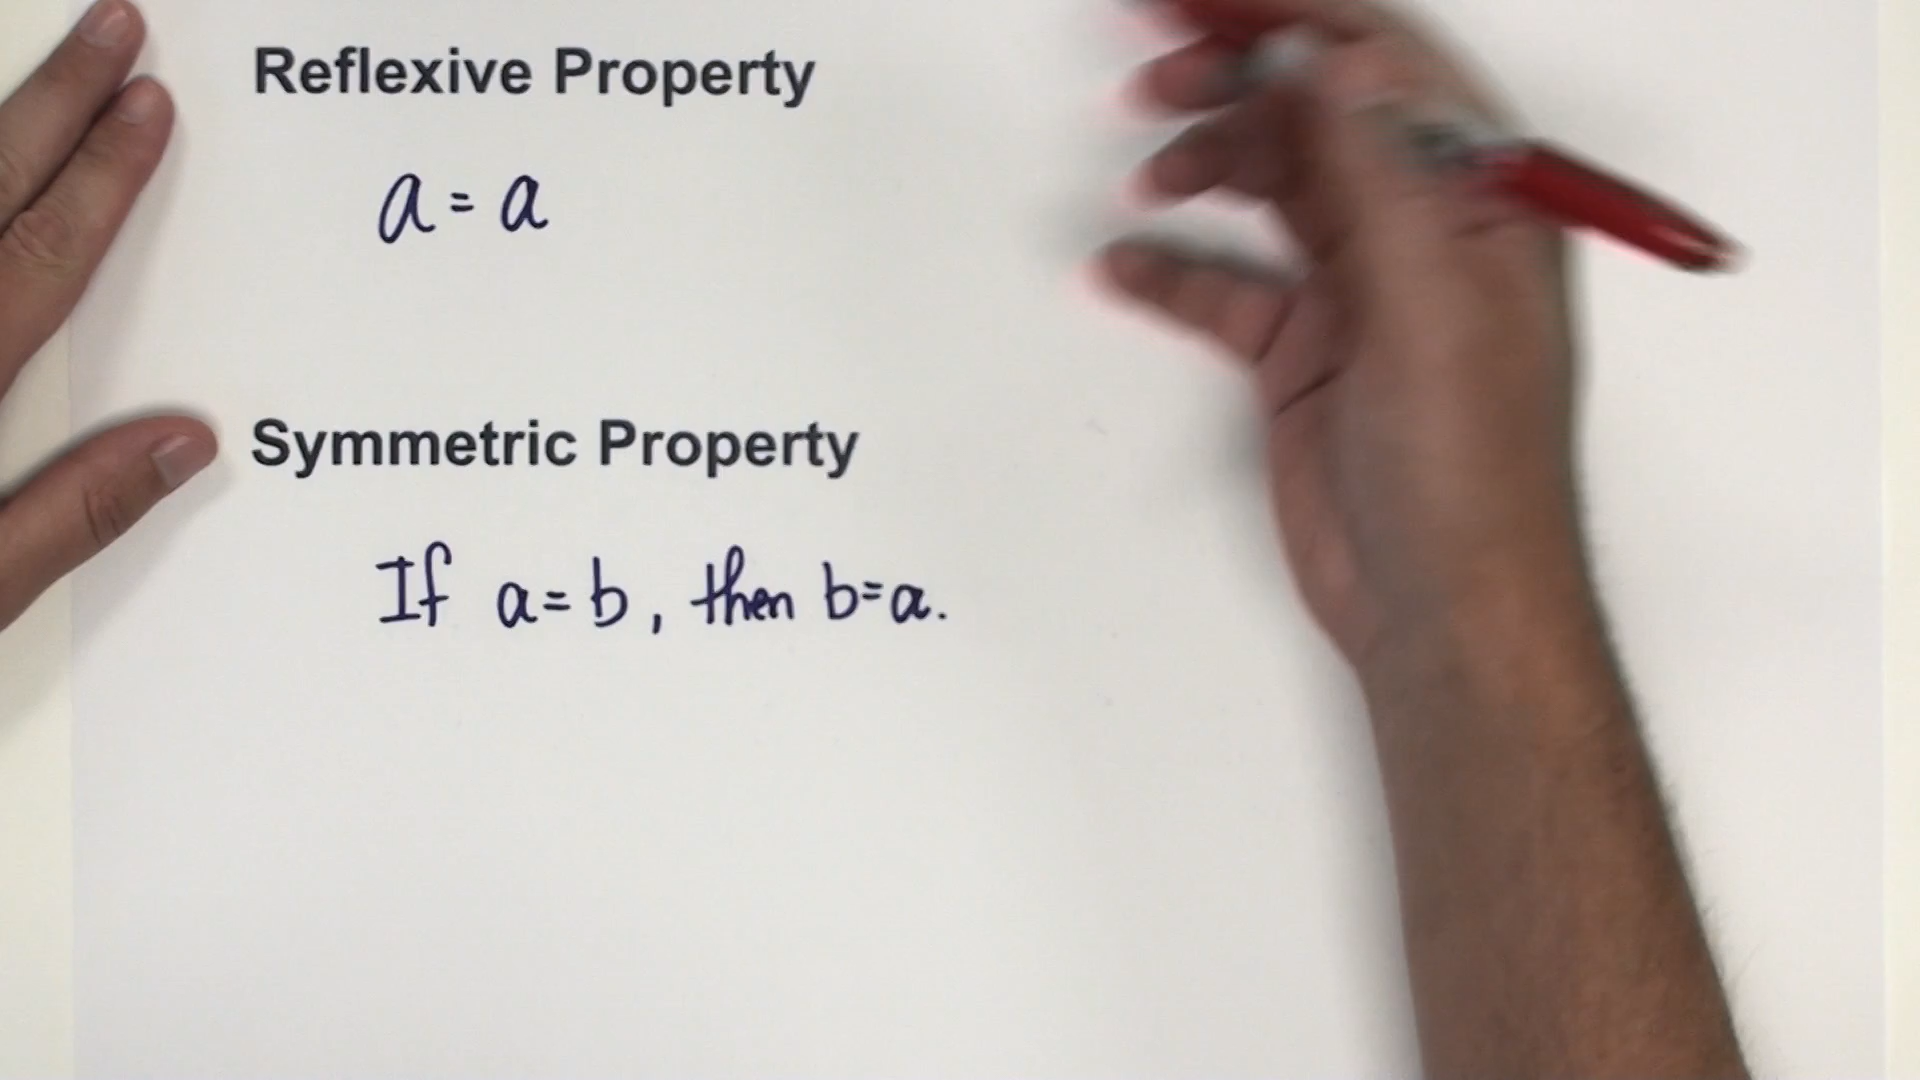 Reflexive Property
a = a
Symmetric Property
If a = b, then b = a.